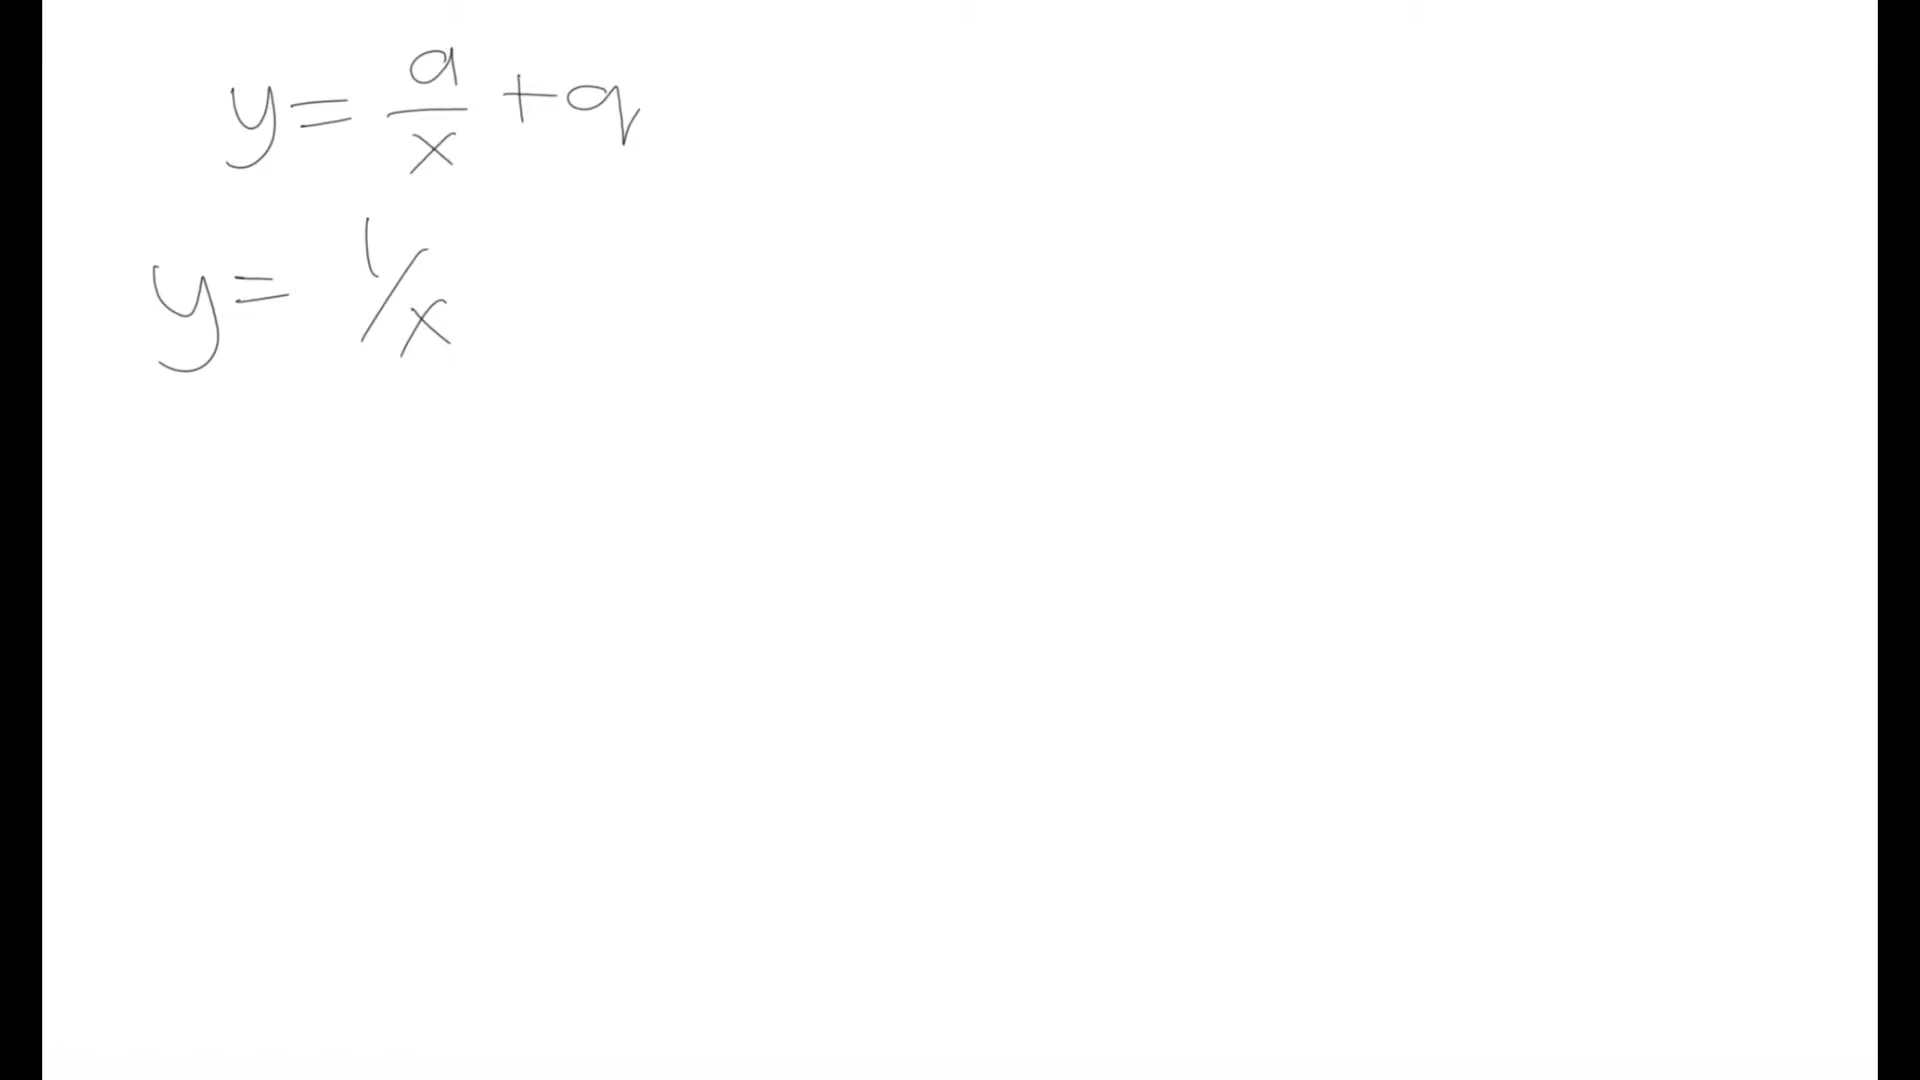 y = a/x + q
y = 1/x